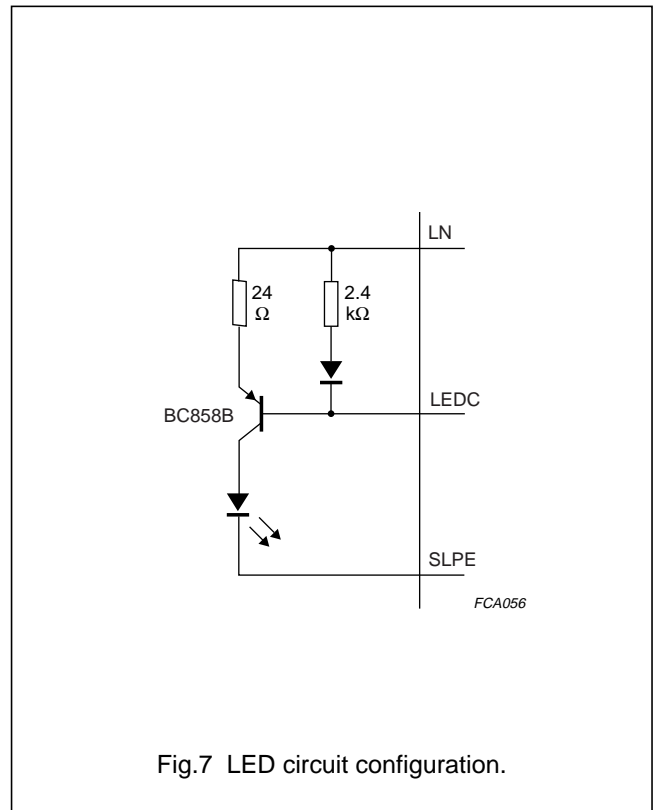 LN
24
Ω
2.4
kΩ
BC858B
LEDC
SLPE
FCA056
Fig.7 LED circuit configuration.